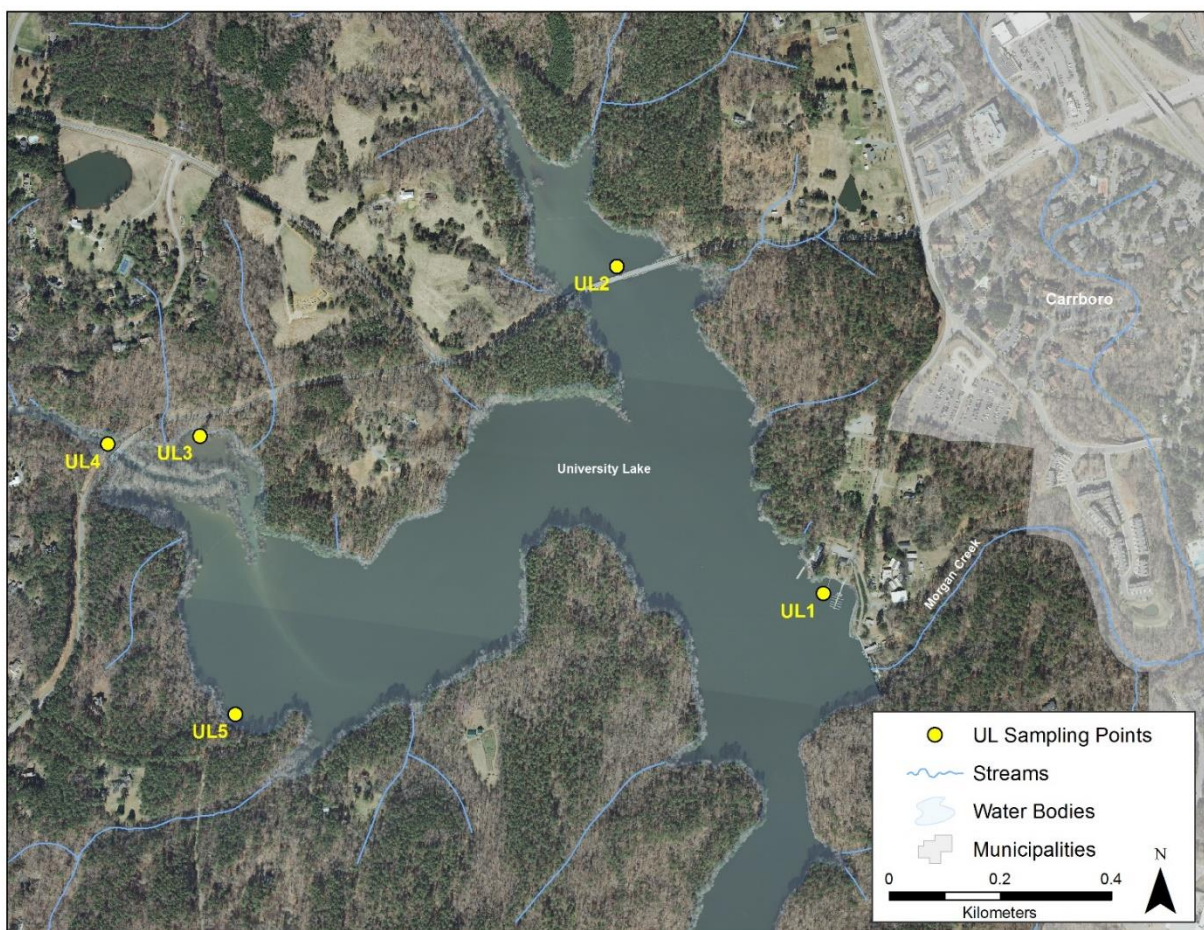 Carrboro
UL2
UL3
UL4
University Lake
Morgan Creek
UL1
UL5
UL Sampling Points
Streams
Water Bodies
Municipalities
N
0 0.2 0.4
Kilometers